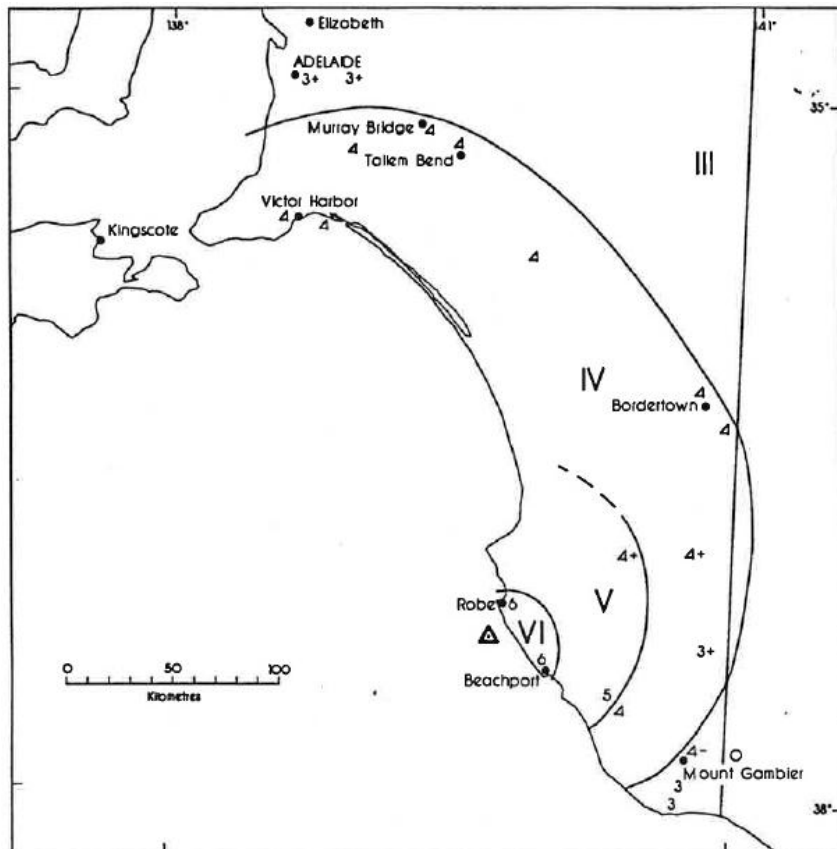 138°
141°
Elizabeth
ADELAIDE
3+ 3+
35°
Murray Bridge
4
4
4
Tailem Bend
III
Victor Harbor
4
4
Kingscote
4
IV
4
Bordertown
4
4+
4+
V
Robe 6
VI
3+
6
Beachport
5
4
0 50 100
Kilometres
4-
O
Mount Gambier
3
3
38°